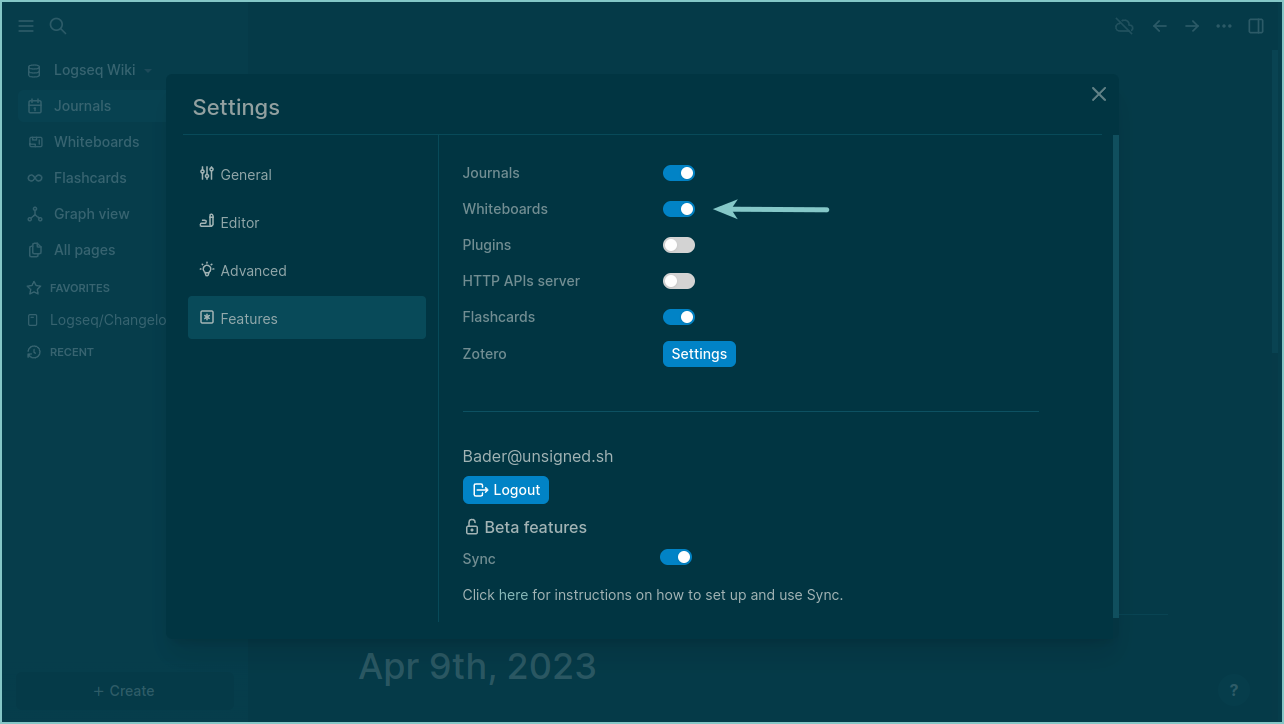 Logseq Wiki
Journals
Whiteboards
Flashcards
Graph view
All pages
FAVORITES
Logseq/Changelo
RECENT
+ Create
Settings
General
Editor
Advanced
Features
Journals
Whiteboards
Plugins
HTTP APIs server
Flashcards
Zotero Settings
Bader@unsigned.sh
Logout
Beta features
Sync
Click here for instructions on how to set up and use Sync.
Apr 9th, 2023
?